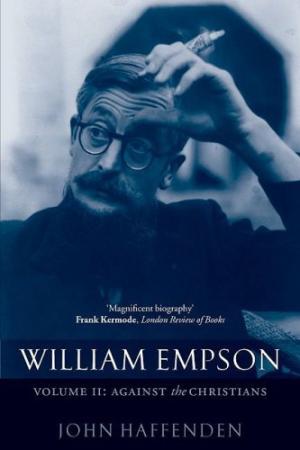 ‘Magnificent biography’
Frank Kermode, London Review of Books
WILLIAM EMPSON
VOLUME II: AGAINST the CHRISTIANS
JOHN HAFFENDEN